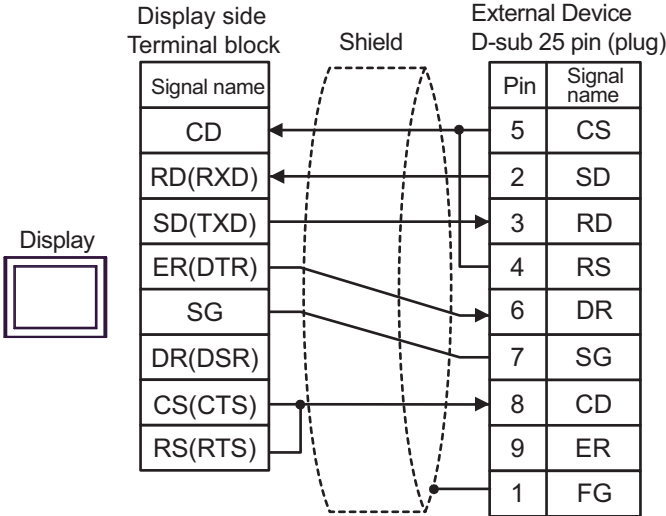 Display side
Terminal block
Shield
External Device
D-sub 25 pin (plug)
Signal name
Pin
Signal
name
CD
5
CS
RD(RXD)
2
SD
SD(TXD)
3
RD
Display
ER(DTR)
4
RS
SG
6
DR
DR(DSR)
7
SG
CS(CTS)
8
CD
RS(RTS)
9
ER
1
FG